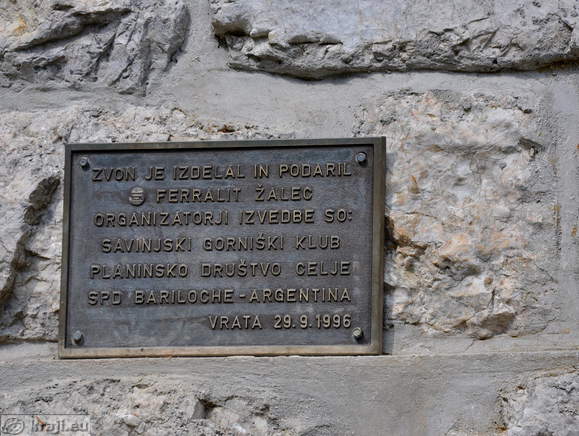 ZVON JE IZDELAL IN PODARIL
FERRALIT ŽALEC
ORGANIZATORJI IZVEDBE SO:
SAVINJSKI GORNIŠKI KLUB
PLANINSKO DRUŠTVO CELJE
SPD BARILOCHE-ARGENTINA
VRATA 29.9.1996
kraji.eu